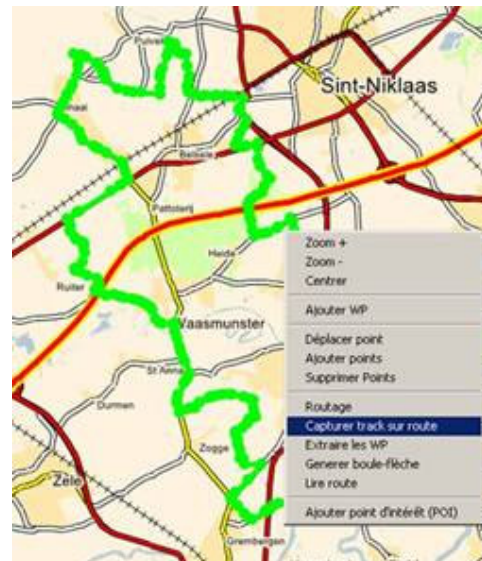 Sint-Niklaas
Belsele
Pattoterij
Heide
Ruiter
Waasmunster
St Anna
Durmen
Zogge
Zele
Grembergen
Zoom +
Zoom -
Centrer
Ajouter WP
Déplacer point
Ajouter points
Supprimer Points
Routage
Capturer track sur route
Extraire les WP
Generer boule-flèche
Lire route
Ajouter point d'intérêt (POI)